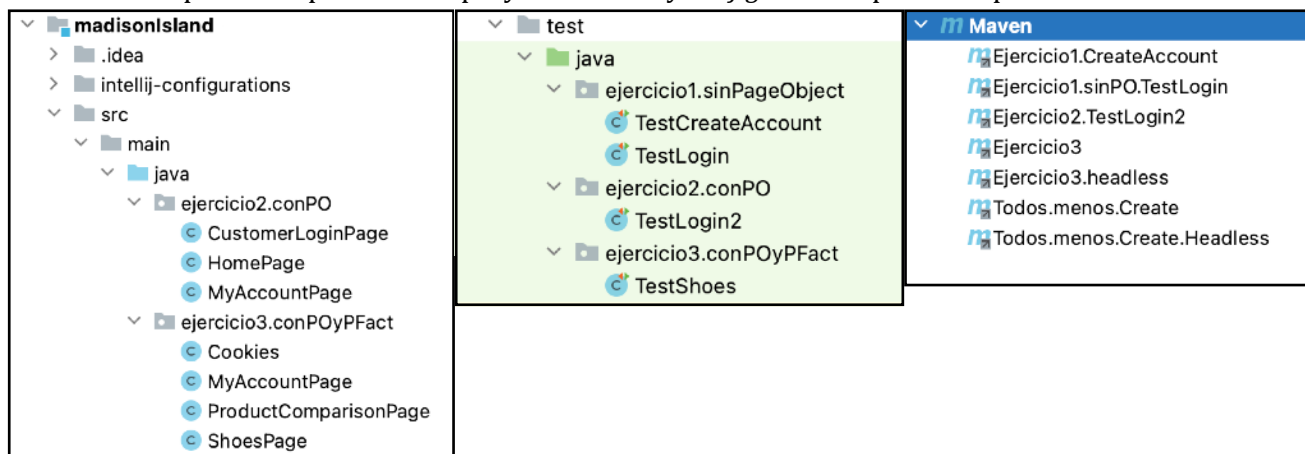 madisonIsland
.idea
intellij-configurations
src
main
java
ejercicio2.conPO
CustomerLoginPage
HomePage
MyAccountPage
ejercicio3.conPOyPFact
Cookies
MyAccountPage
ProductComparisonPage
ShoesPage
test
java
ejercicio1.sinPageObject
TestCreateAccount
TestLogin
ejercicio2.conPO
TestLogin2
ejercicio3.conPOyPFact
TestShoes
Maven
Ejercicio1.CreateAccount
Ejercicio1.sinPO.TestLogin
Ejercicio2.TestLogin2
Ejercicio3
Ejercicio3.headless
Todos.menos.Create
Todos.menos.Create.Headless